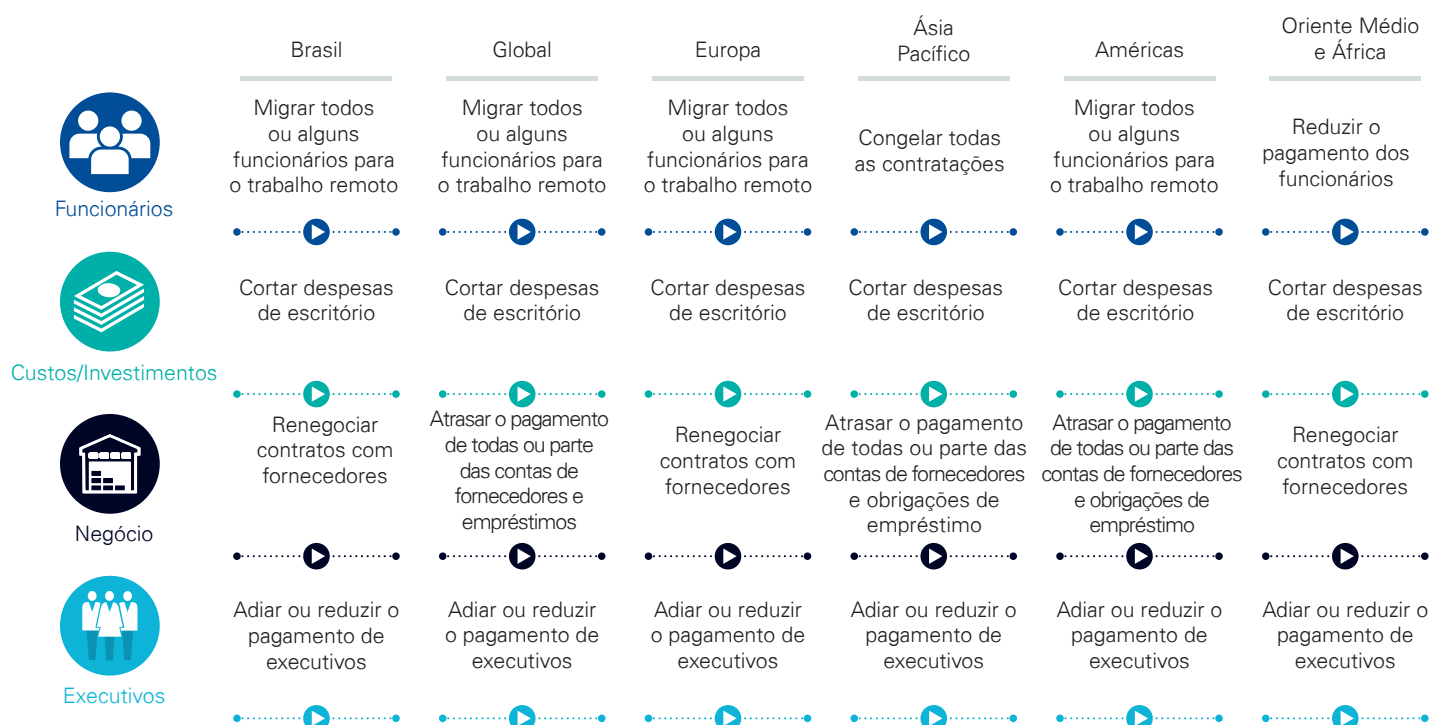 Brasil
Global
Europa
Ásia
Pacífico
Américas
Oriente Médio
e África
Funcionários
Migrar todos
ou alguns
funcionários para
o trabalho remoto
Migrar todos
ou alguns
funcionários para
o trabalho remoto
Migrar todos
ou alguns
funcionários para
o trabalho remoto
Congelar todas
as contratações
Migrar todos
ou alguns
funcionários para
o trabalho remoto
Reduzir o
pagamento dos
funcionários
Custos/Investimentos
Cortar despesas
de escritório
Cortar despesas
de escritório
Cortar despesas
de escritório
Cortar despesas
de escritório
Cortar despesas
de escritório
Cortar despesas
de escritório
Negócio
Renegociar
contratos com
fornecedores
Atrasar o pagamento
de todas ou parte
das contas de
fornecedores e
empréstimos
Renegociar
contratos com
fornecedores
Atrasar o pagamento
de todas ou parte das
contas de fornecedores
e obrigações de
empréstimo
Atrasar o pagamento
de todas ou parte das
contas de fornecedores
e obrigações de
empréstimo
Renegociar
contratos com
fornecedores
Executivos
Adiar ou reduzir o
pagamento de
executivos
Adiar ou reduzir
o pagamento de
executivos
Adiar ou reduzir
o pagamento de
executivos
Adiar ou reduzir o
pagamento de
executivos
Adiar ou reduzir o
pagamento de
executivos
Adiar ou reduzir o
pagamento de
executivos